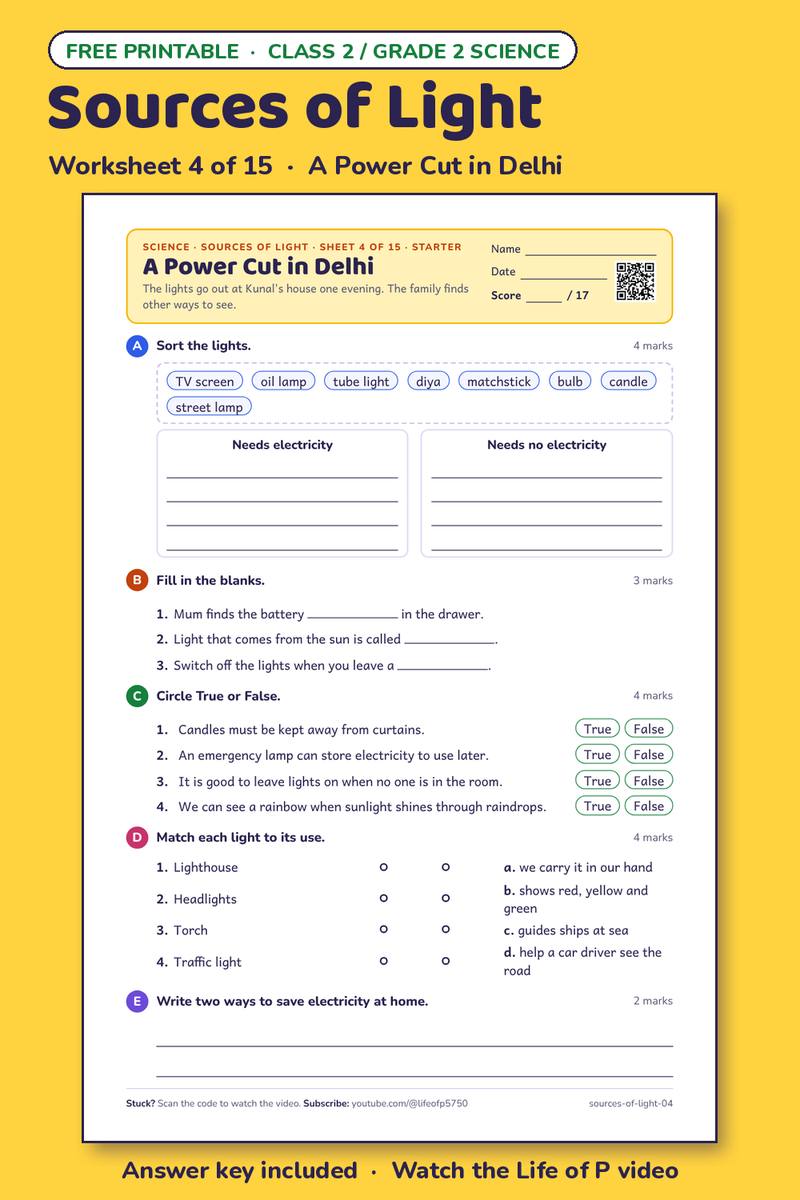 FREE PRINTABLE · CLASS 2 / GRADE 2 SCIENCE
Sources of Light
Worksheet 4 of 15 · A Power Cut in Delhi
SCIENCE · SOURCES OF LIGHT · SHEET 4 OF 15 · STARTER
A Power Cut in Delhi
The lights go out at Kunal's house one evening. The family finds
other ways to see.
Name
Date
Score / 17
A Sort the lights. 4 marks
TV screen oil lamp tube light diya matchstick bulb candle
street lamp
Needs electricity Needs no electricity
B Fill in the blanks. 3 marks
1. Mum finds the battery ____________ in the drawer.
2. Light that comes from the sun is called ____________.
3. Switch off the lights when you leave a ____________.
C Circle True or False. 4 marks
1. Candles must be kept away from curtains. True False
2. An emergency lamp can store electricity to use later. True False
3. It is good to leave lights on when no one is in the room. True False
4. We can see a rainbow when sunlight shines through raindrops. True False
D Match each light to its use. 4 marks
1. Lighthouse a. we carry it in our hand
2. Headlights b. shows red, yellow and
green
3. Torch c. guides ships at sea
4. Traffic light d. help a car driver see the
road
E Write two ways to save electricity at home. 2 marks
Stuck? Scan the code to watch the video. Subscribe: youtube.com/@lifeofp5750 sources-of-light-04
Answer key included · Watch the Life of P video